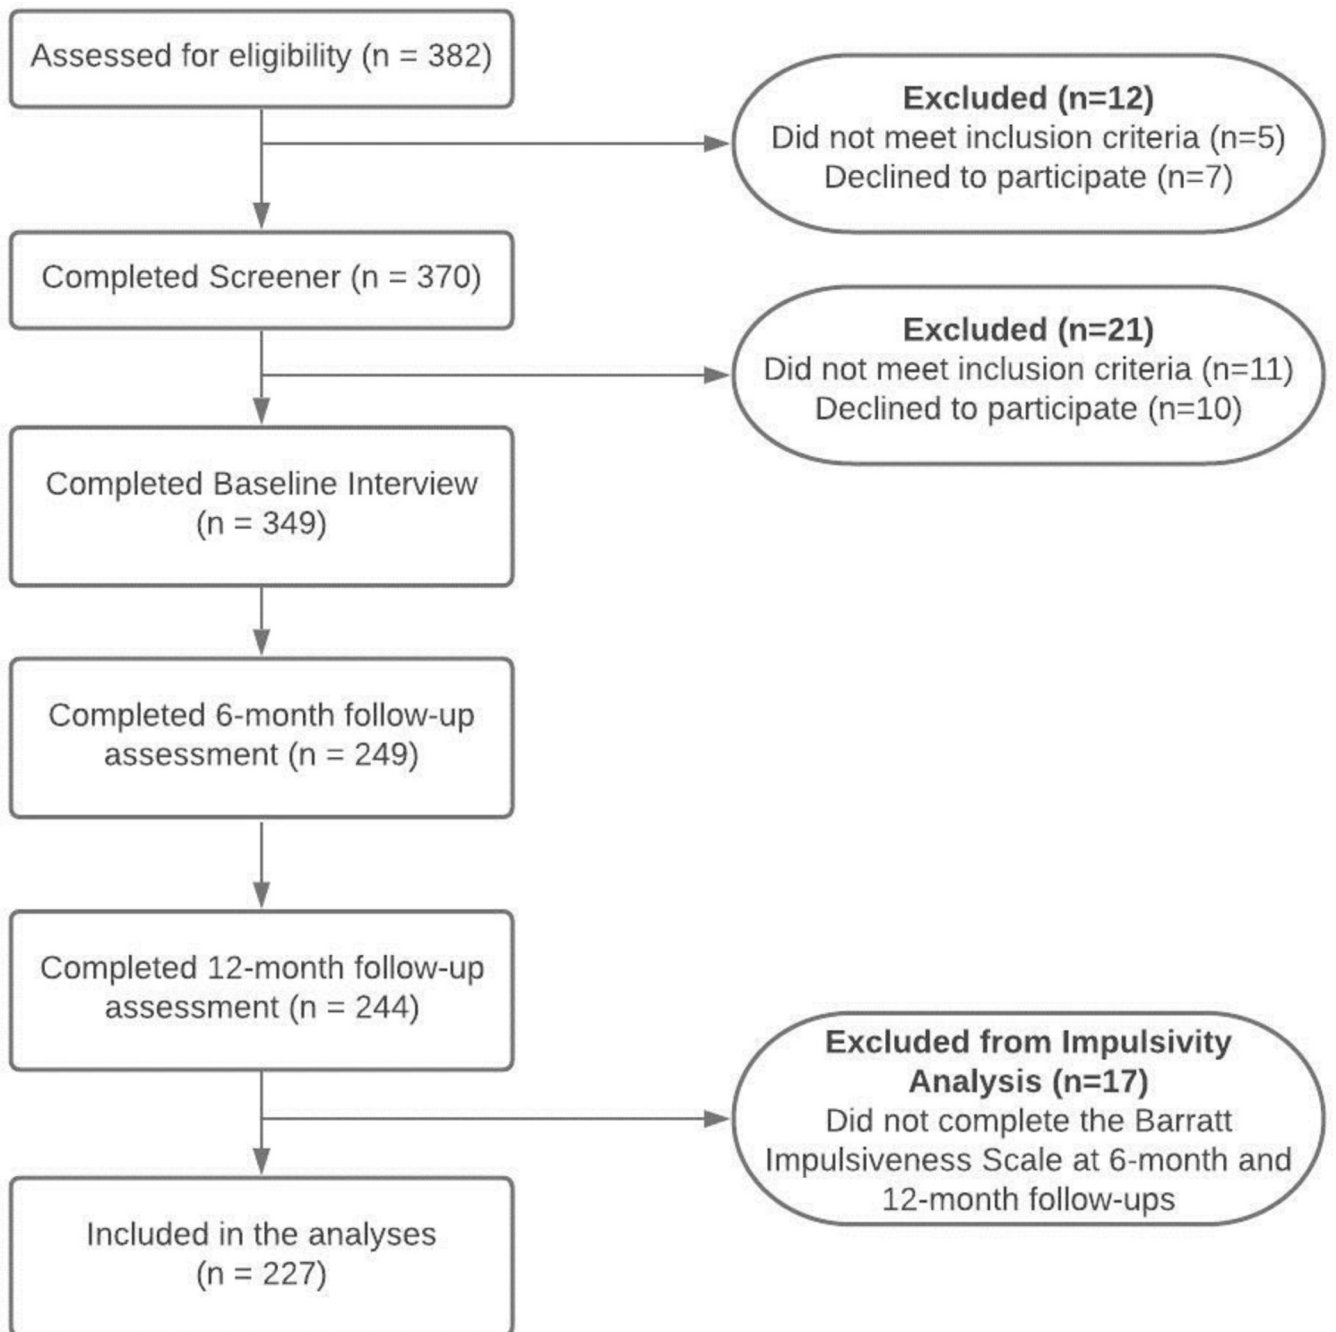 Assessed for eligibility (n = 382)
Excluded (n=12)
Did not meet inclusion criteria (n=5)
Declined to participate (n=7)
Completed Screener (n = 370)
Excluded (n=21)
Did not meet inclusion criteria (n=11)
Declined to participate (n=10)
Completed Baseline Interview
(n = 349)
Completed 6-month follow-up
assessment (n = 249)
Completed 12-month follow-up
assessment (n = 244)
Excluded from Impulsivity
Analysis (n=17)
Did not complete the Barratt
Impulsiveness Scale at 6-month and
12-month follow-ups
Included in the analyses
(n = 227)